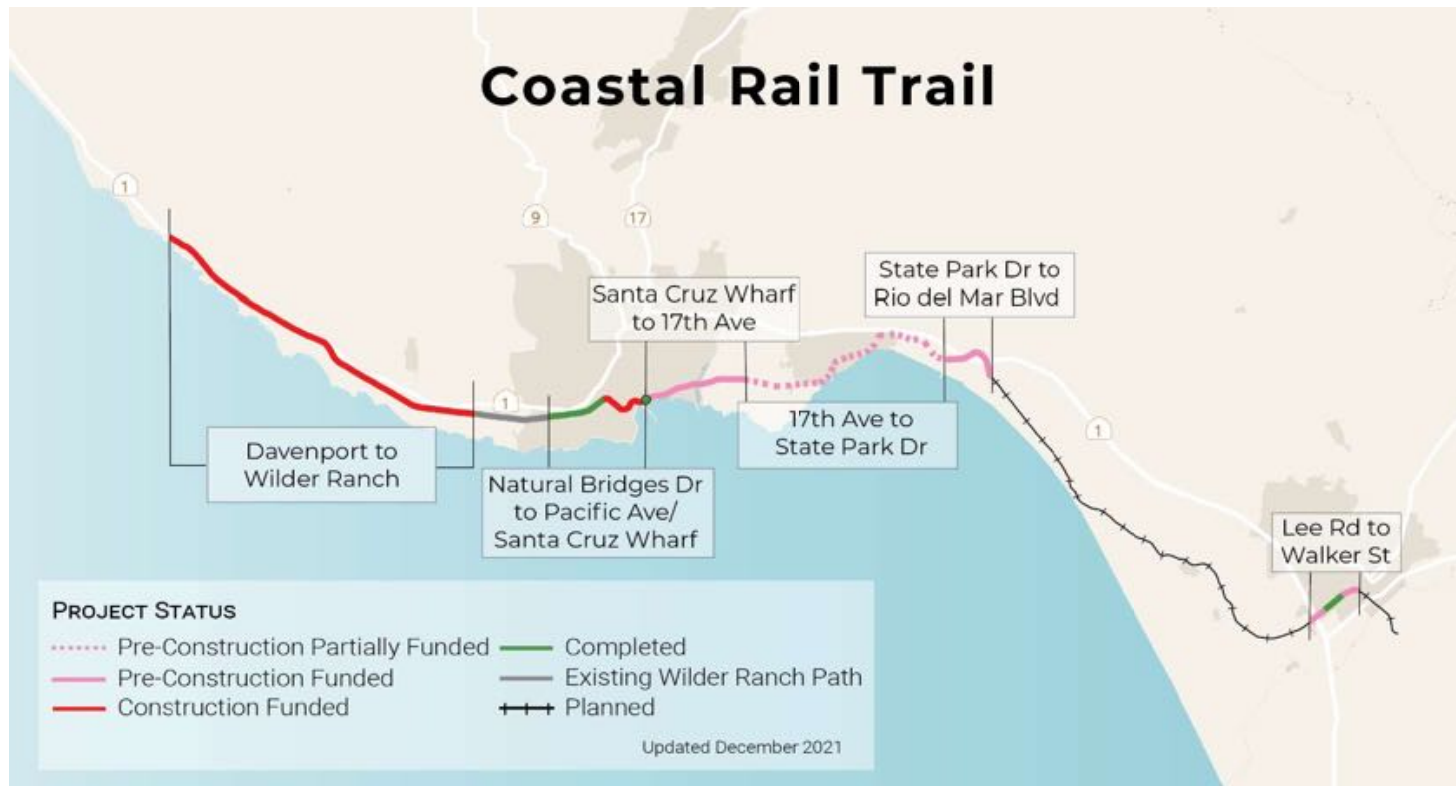 Coastal Rail Trail
1
9
17
State Park Dr to
Rio del Mar Blvd
Santa Cruz Wharf
to 17th Ave
1
1
17th Ave to
State Park Dr
Davenport to
Wilder Ranch
Natural Bridges Dr
to Pacific Ave/
Santa Cruz Wharf
Lee Rd to
Walker St
PROJECT STATUS
Pre-Construction Partially Funded
Pre-Construction Funded
Construction Funded
Completed
Existing Wilder Ranch Path
Planned
Updated December 2021